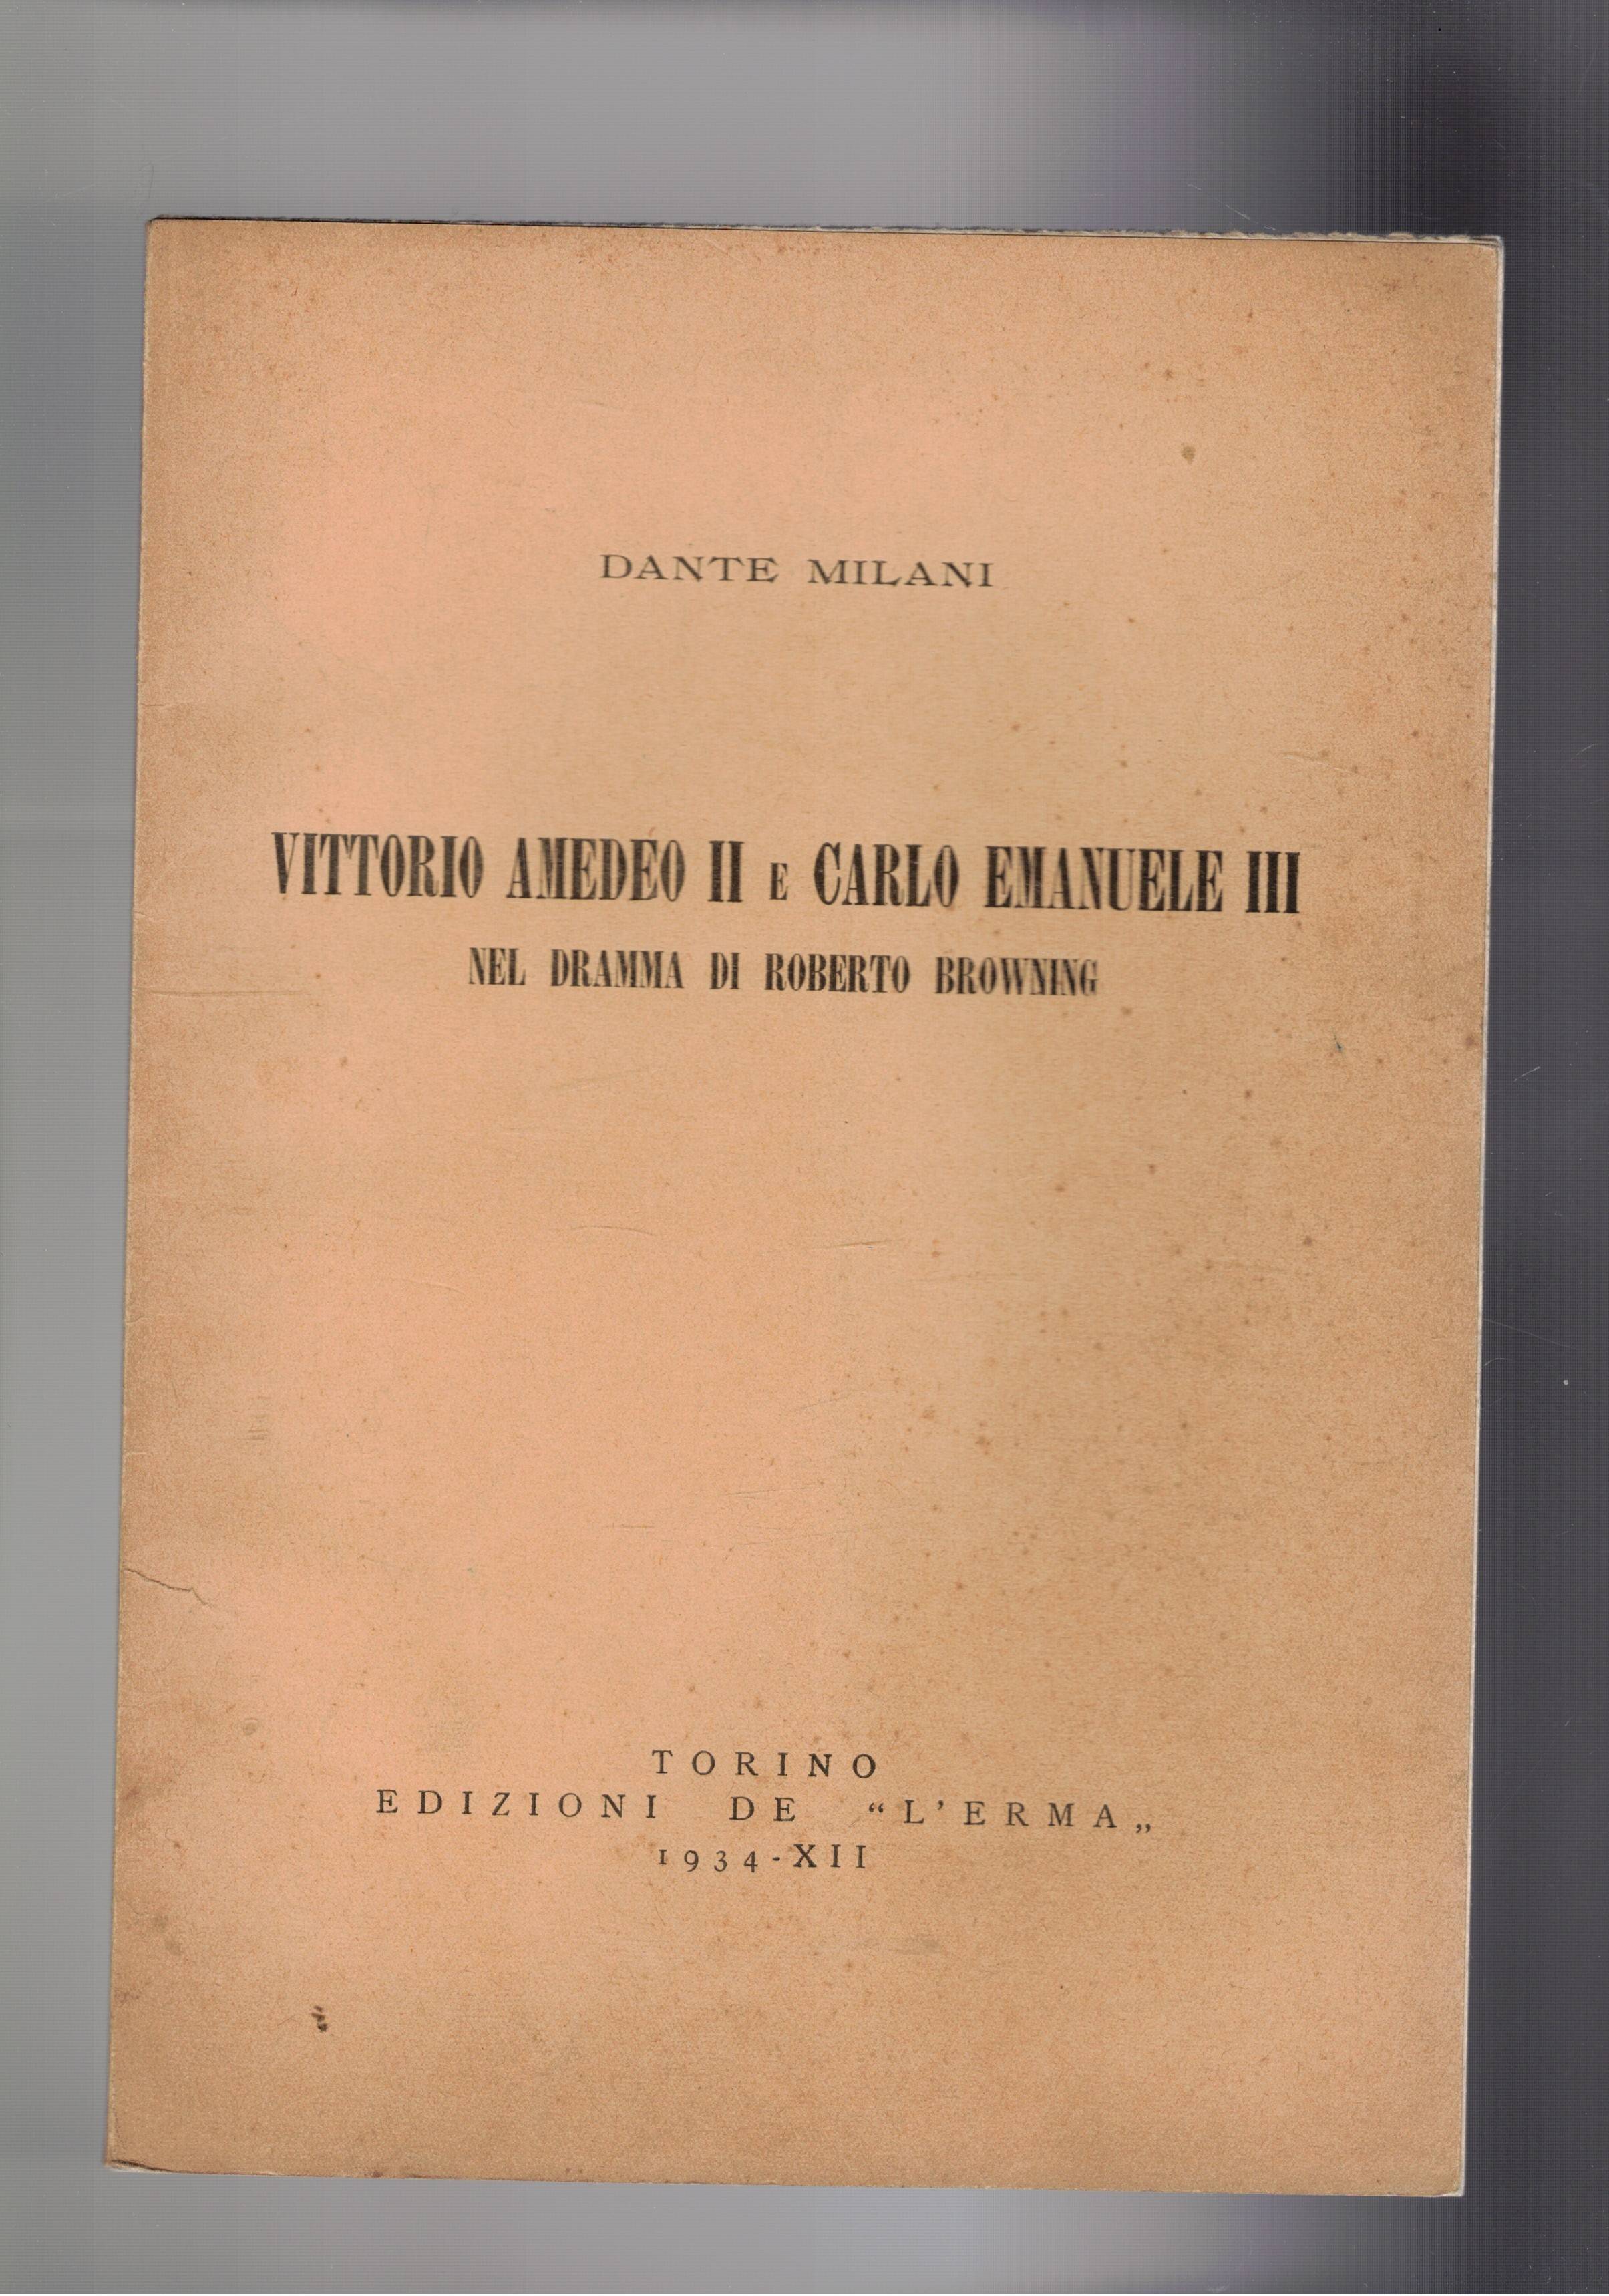 DANTE MILANI
VITTORIO AMEDEO II E CARLO EMANUELE III
NEL DRAMMA DI ROBERTO BROWNING
TORINO
EDIZIONI DE “L'ERMA„
1934-XII